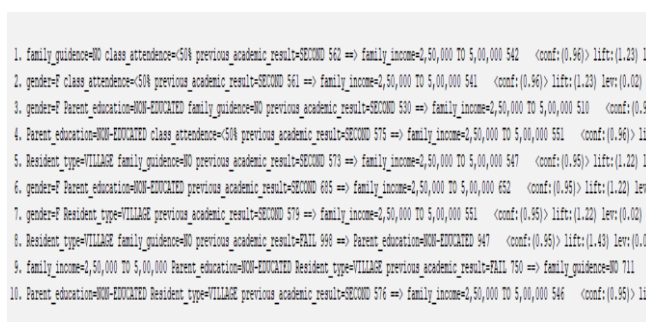 1. family_guidence=NO class_attendence=<50% previous_academic_result=SECOND 562 ==> family_income=2,50,000 TO 5,00,000 542 <conf:(0.96)> lift:(1.23) l
2. gender=F class_attendence=<50% previous_academic_result=SECOND 561 ==> family_income=2,50,000 TO 5,00,000 541 <conf:(0.96)> lift:(1.23) lev:(0.02)
3. gender=F Parent_education=NON-EDUCATED family_guidence=NO previous_academic_result=SECOND 530 ==> family_income=2,50,000 TO 5,00,000 510 <conf:(0.9
4. Parent_education=NON-EDUCATED class_attendence=<50% previous_academic_result=SECOND 575 ==> family_income=2,50,000 TO 5,00,000 551 <conf:(0.96)> li
5. Resident_type=VILLAGE family_guidence=NO previous_academic_result=SECOND 573 ==> family_income=2,50,000 TO 5,00,000 547 <conf:(0.95)> lift:(1.22) l
6. gender=F Parent_education=NON-EDUCATED previous_academic_result=SECOND 685 ==> family_income=2,50,000 TO 5,00,000 652 <conf:(0.95)> lift:(1.22) lev
7. gender=F Resident_type=VILLAGE previous_academic_result=SECOND 579 ==> family_income=2,50,000 TO 5,00,000 551 <conf:(0.95)> lift:(1.22) lev:(0.02)
8. Resident_type=VILLAGE family_guidence=NO previous_academic_result=FAIL 998 ==> Parent_education=NON-EDUCATED 947 <conf:(0.95)> lift:(1.43) lev:(0.0
9. family_income=2,50,000 TO 5,00,000 Parent_education=NON-EDUCATED Resident_type=VILLAGE previous_academic_result=FAIL 750 ==> family_guidence=NO 711
10. Parent_education=NON-EDUCATED Resident_type=VILLAGE previous_academic_result=SECOND 576 ==> family_income=2,50,000 TO 5,00,000 546 <conf:(0.95)> li